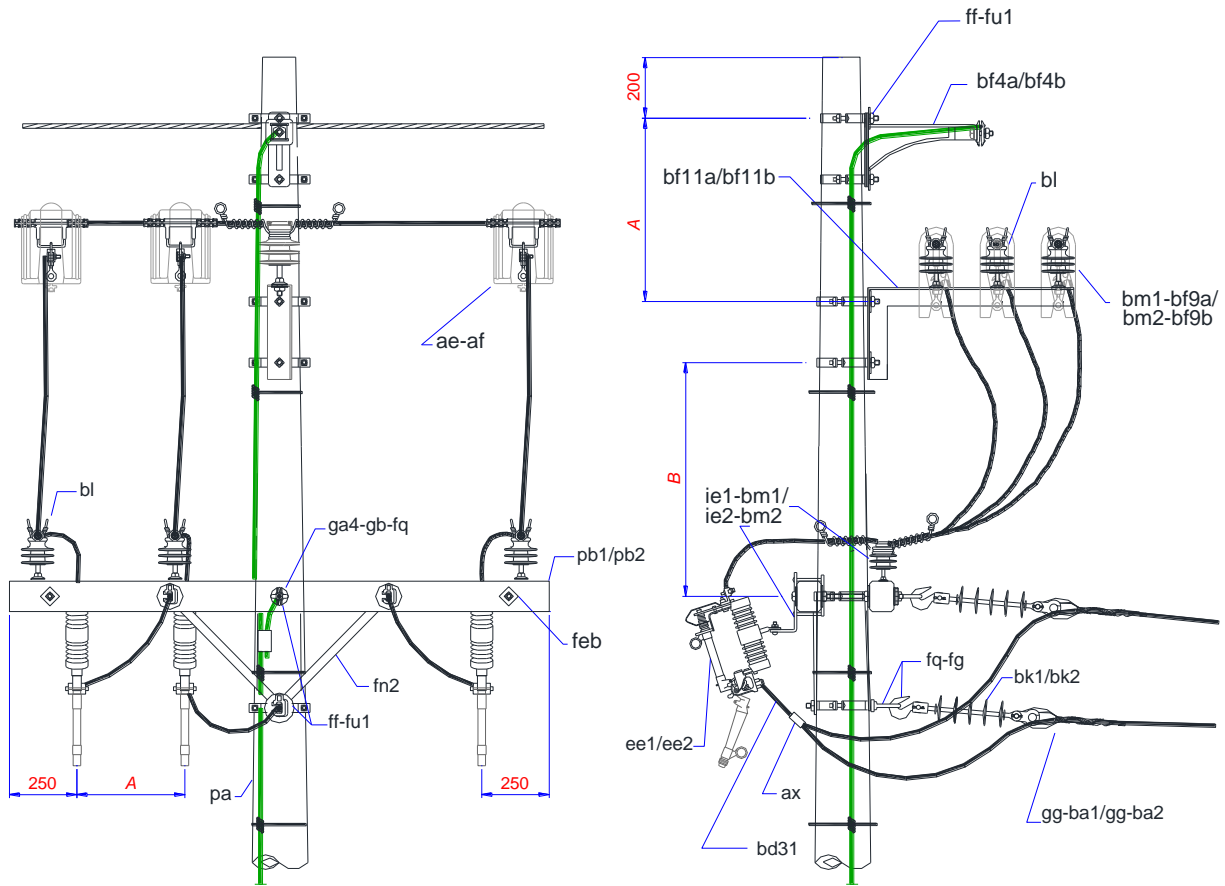 ff-fu1
200
bf4a/bf4b
bf11a/bf11b
bl
A
bm1-bf9a/
bm2-bf9b
ae-af
B
bl
ie1-bm1/
ie2-bm2
ga4-gb-fq
pb1/pb2
feb
fn2
fq-fg
bk1/bk2
ff-fu1
ee1/ee2
250
A
250
pa
ax
gg-ba1/gg-ba2
bd31